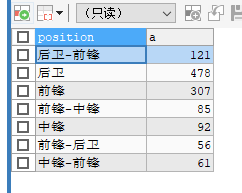 (只读)
position a
后卫-前锋 121
后卫 478
前锋 307
前锋-中锋 85
中锋 92
前锋-后卫 56
中锋-前锋 61